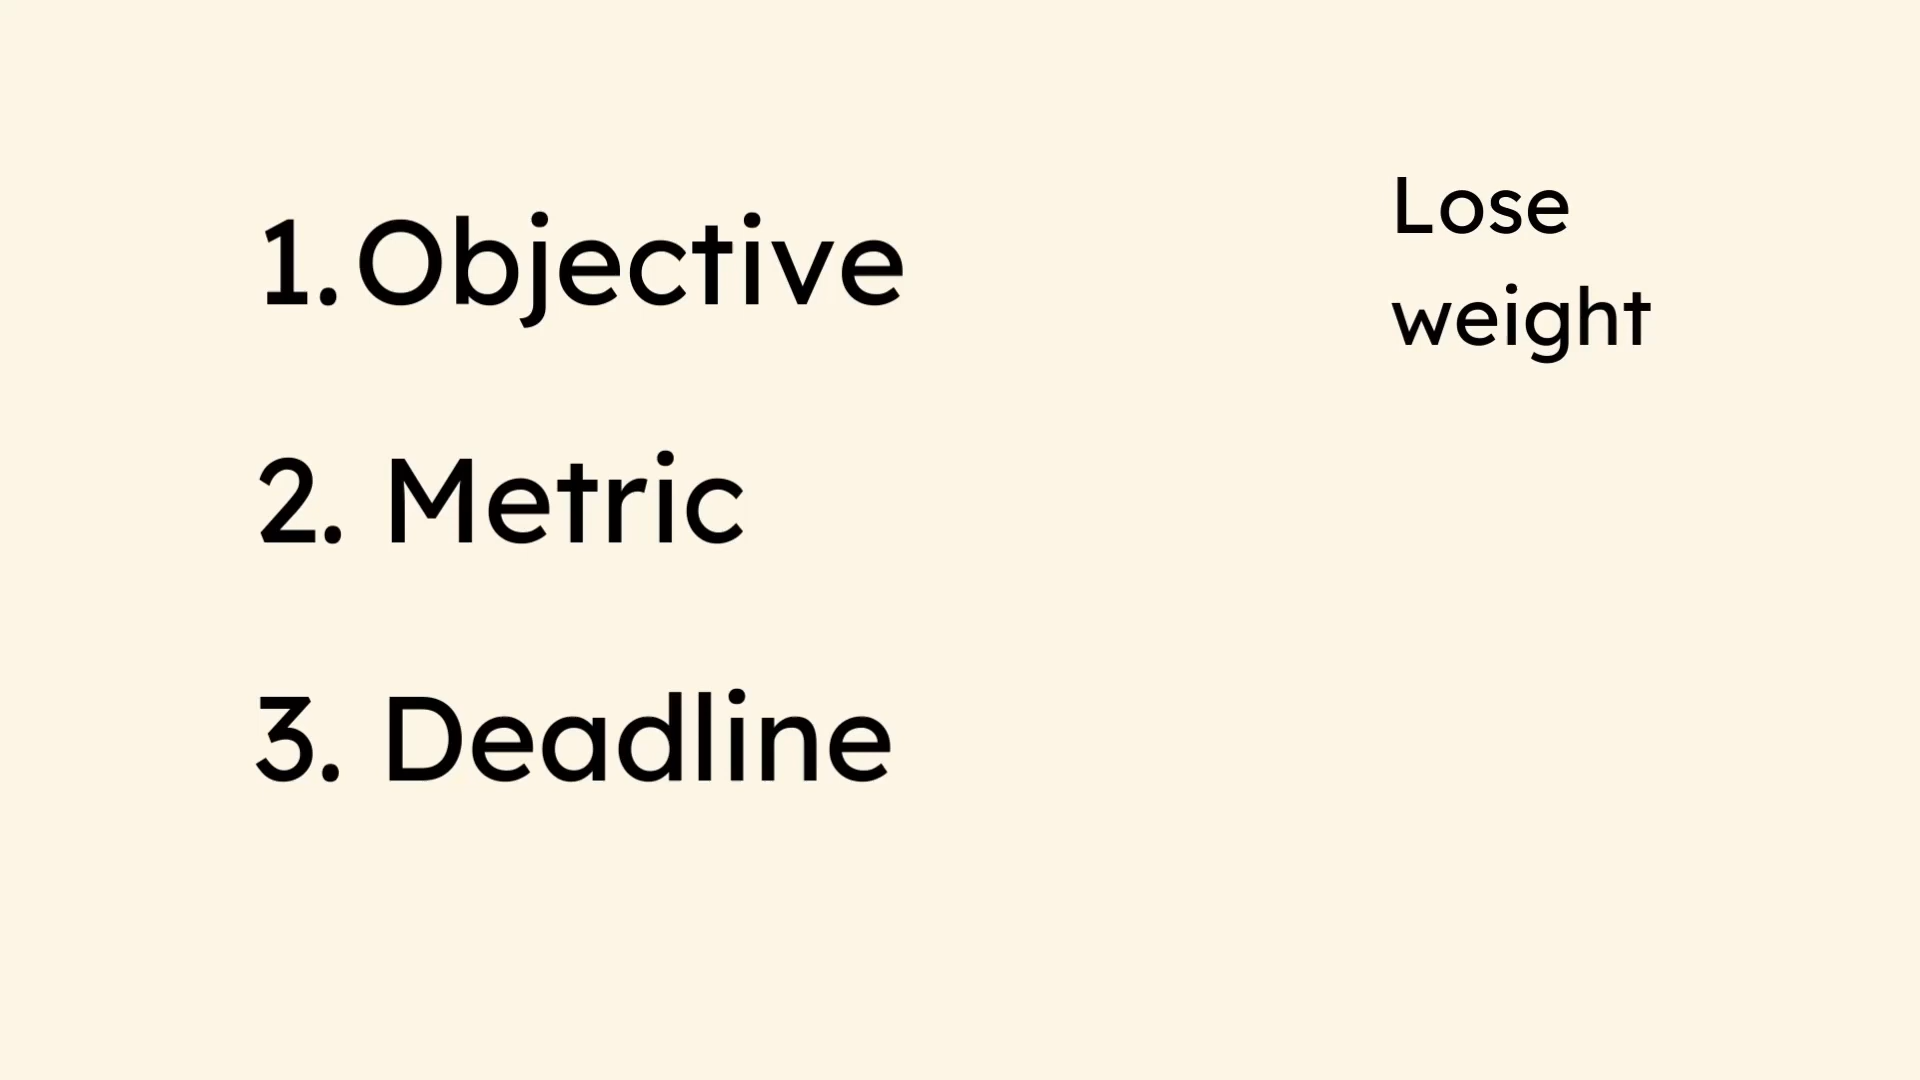 1. Objective
Lose
weight
2. Metric
3. Deadline